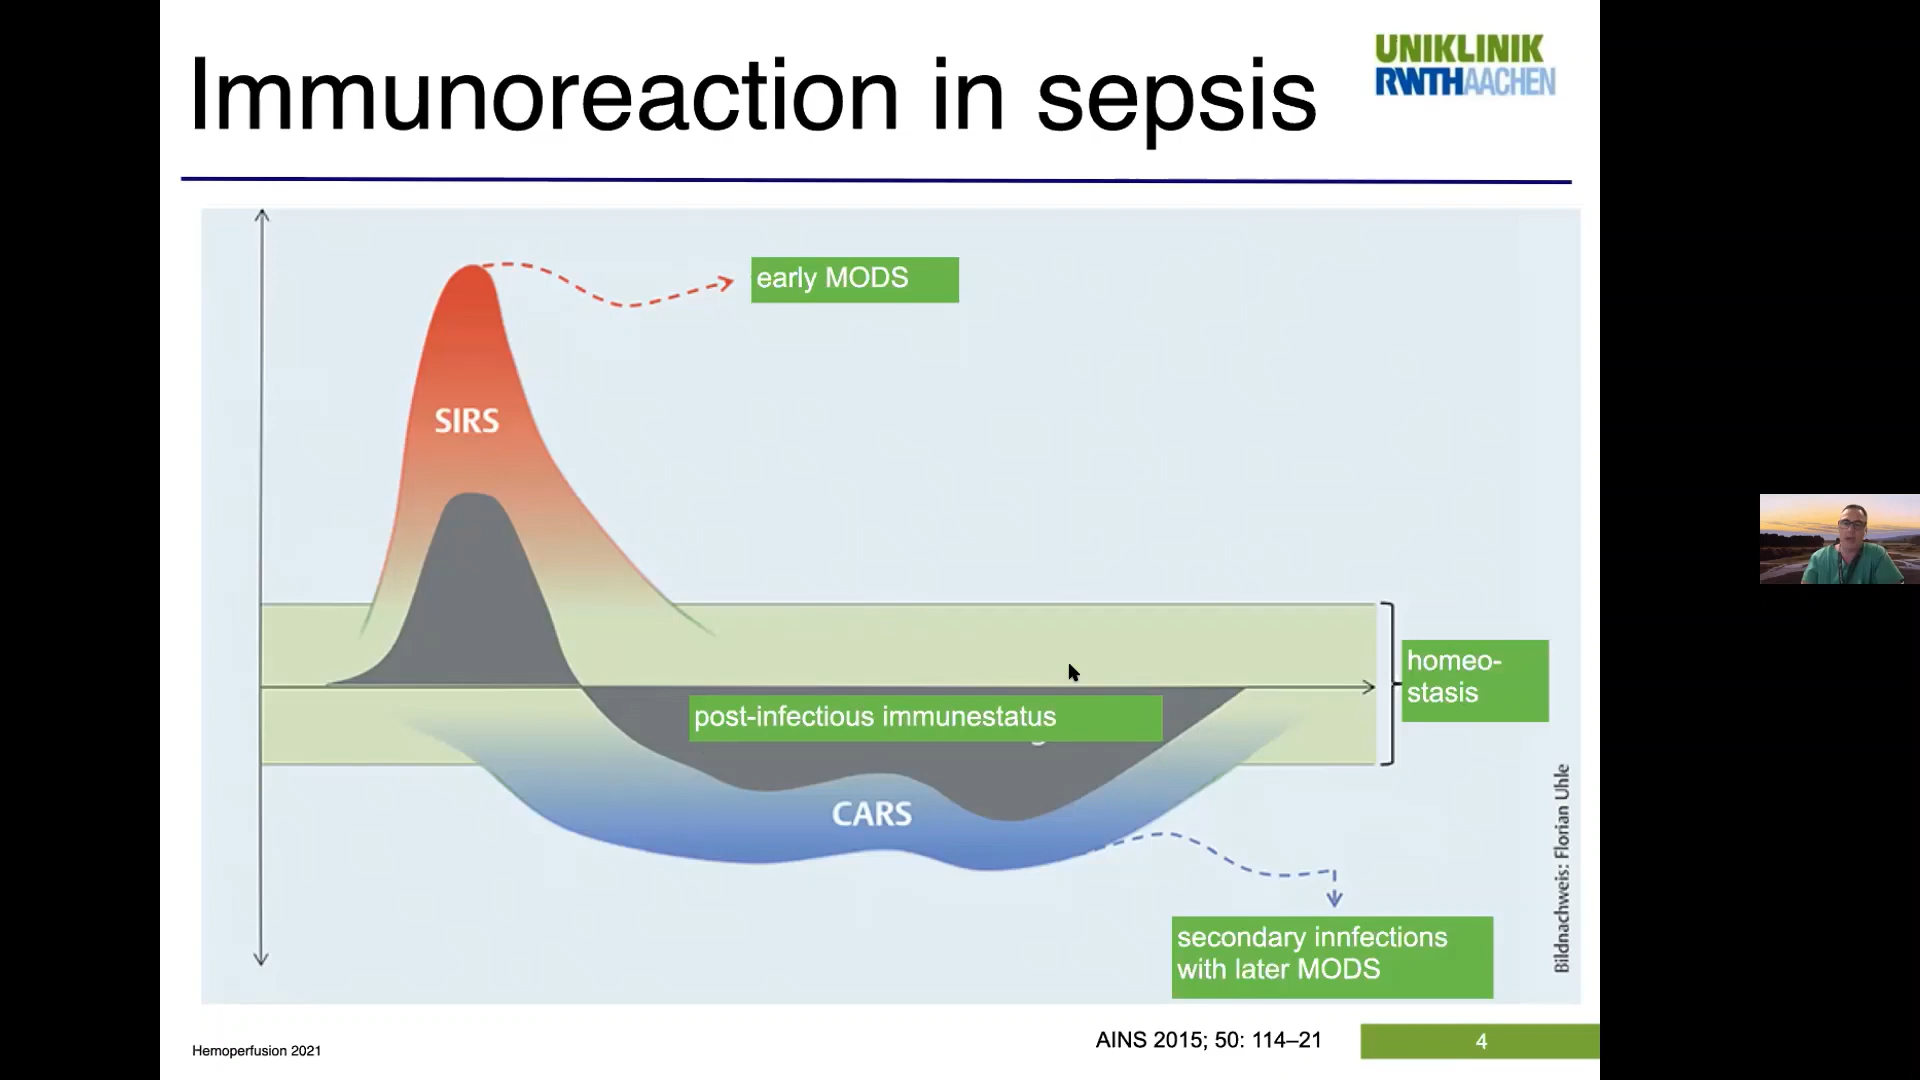 Immunoreaction in sepsis
UNIKLINIK
RWTHAACHEN
early MODS
SIRS
homeo-
stasis
post-infectious immunestatus
CARS
secondary innfections
with later MODS
Bildnachweis: Florian Uhle
AINS 2015; 50: 114–21
4
Hemoperfusion 2021